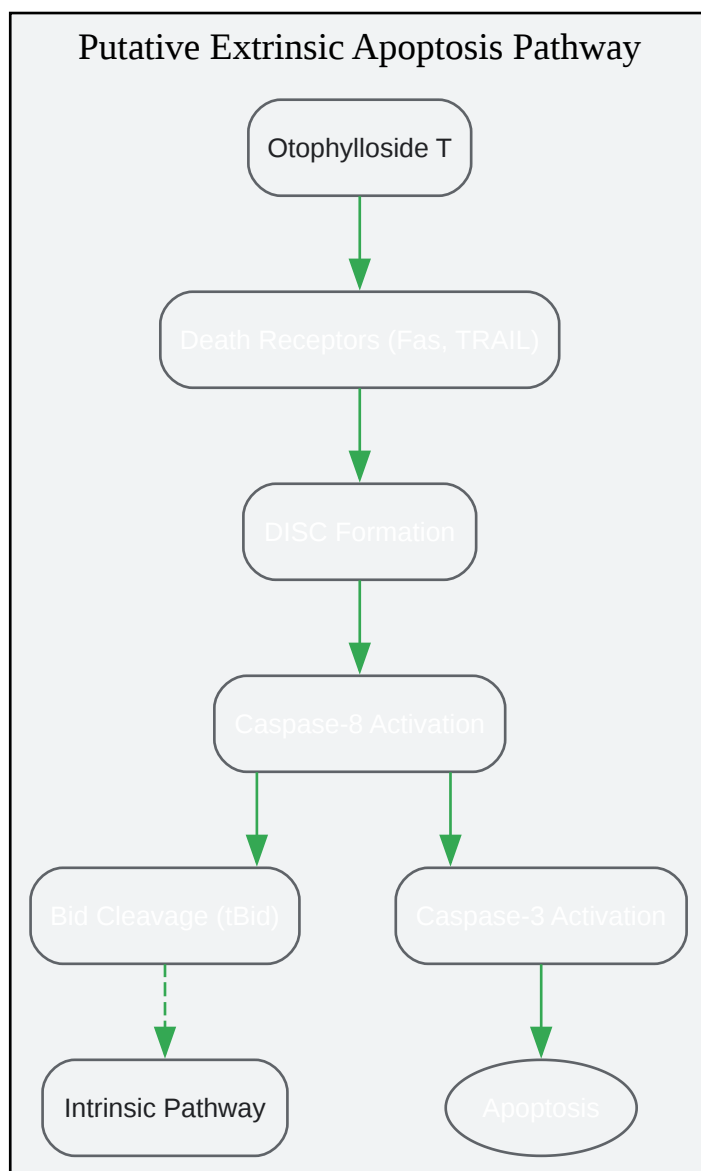 Putative Extrinsic Apoptosis Pathway
Otophylloside T
Death Receptors (Fas, TRAIL)
DISC Formation
Caspase-8 Activation
Bid Cleavage (tBid)
Caspase-3 Activation
Intrinsic Pathway
Apoptosis